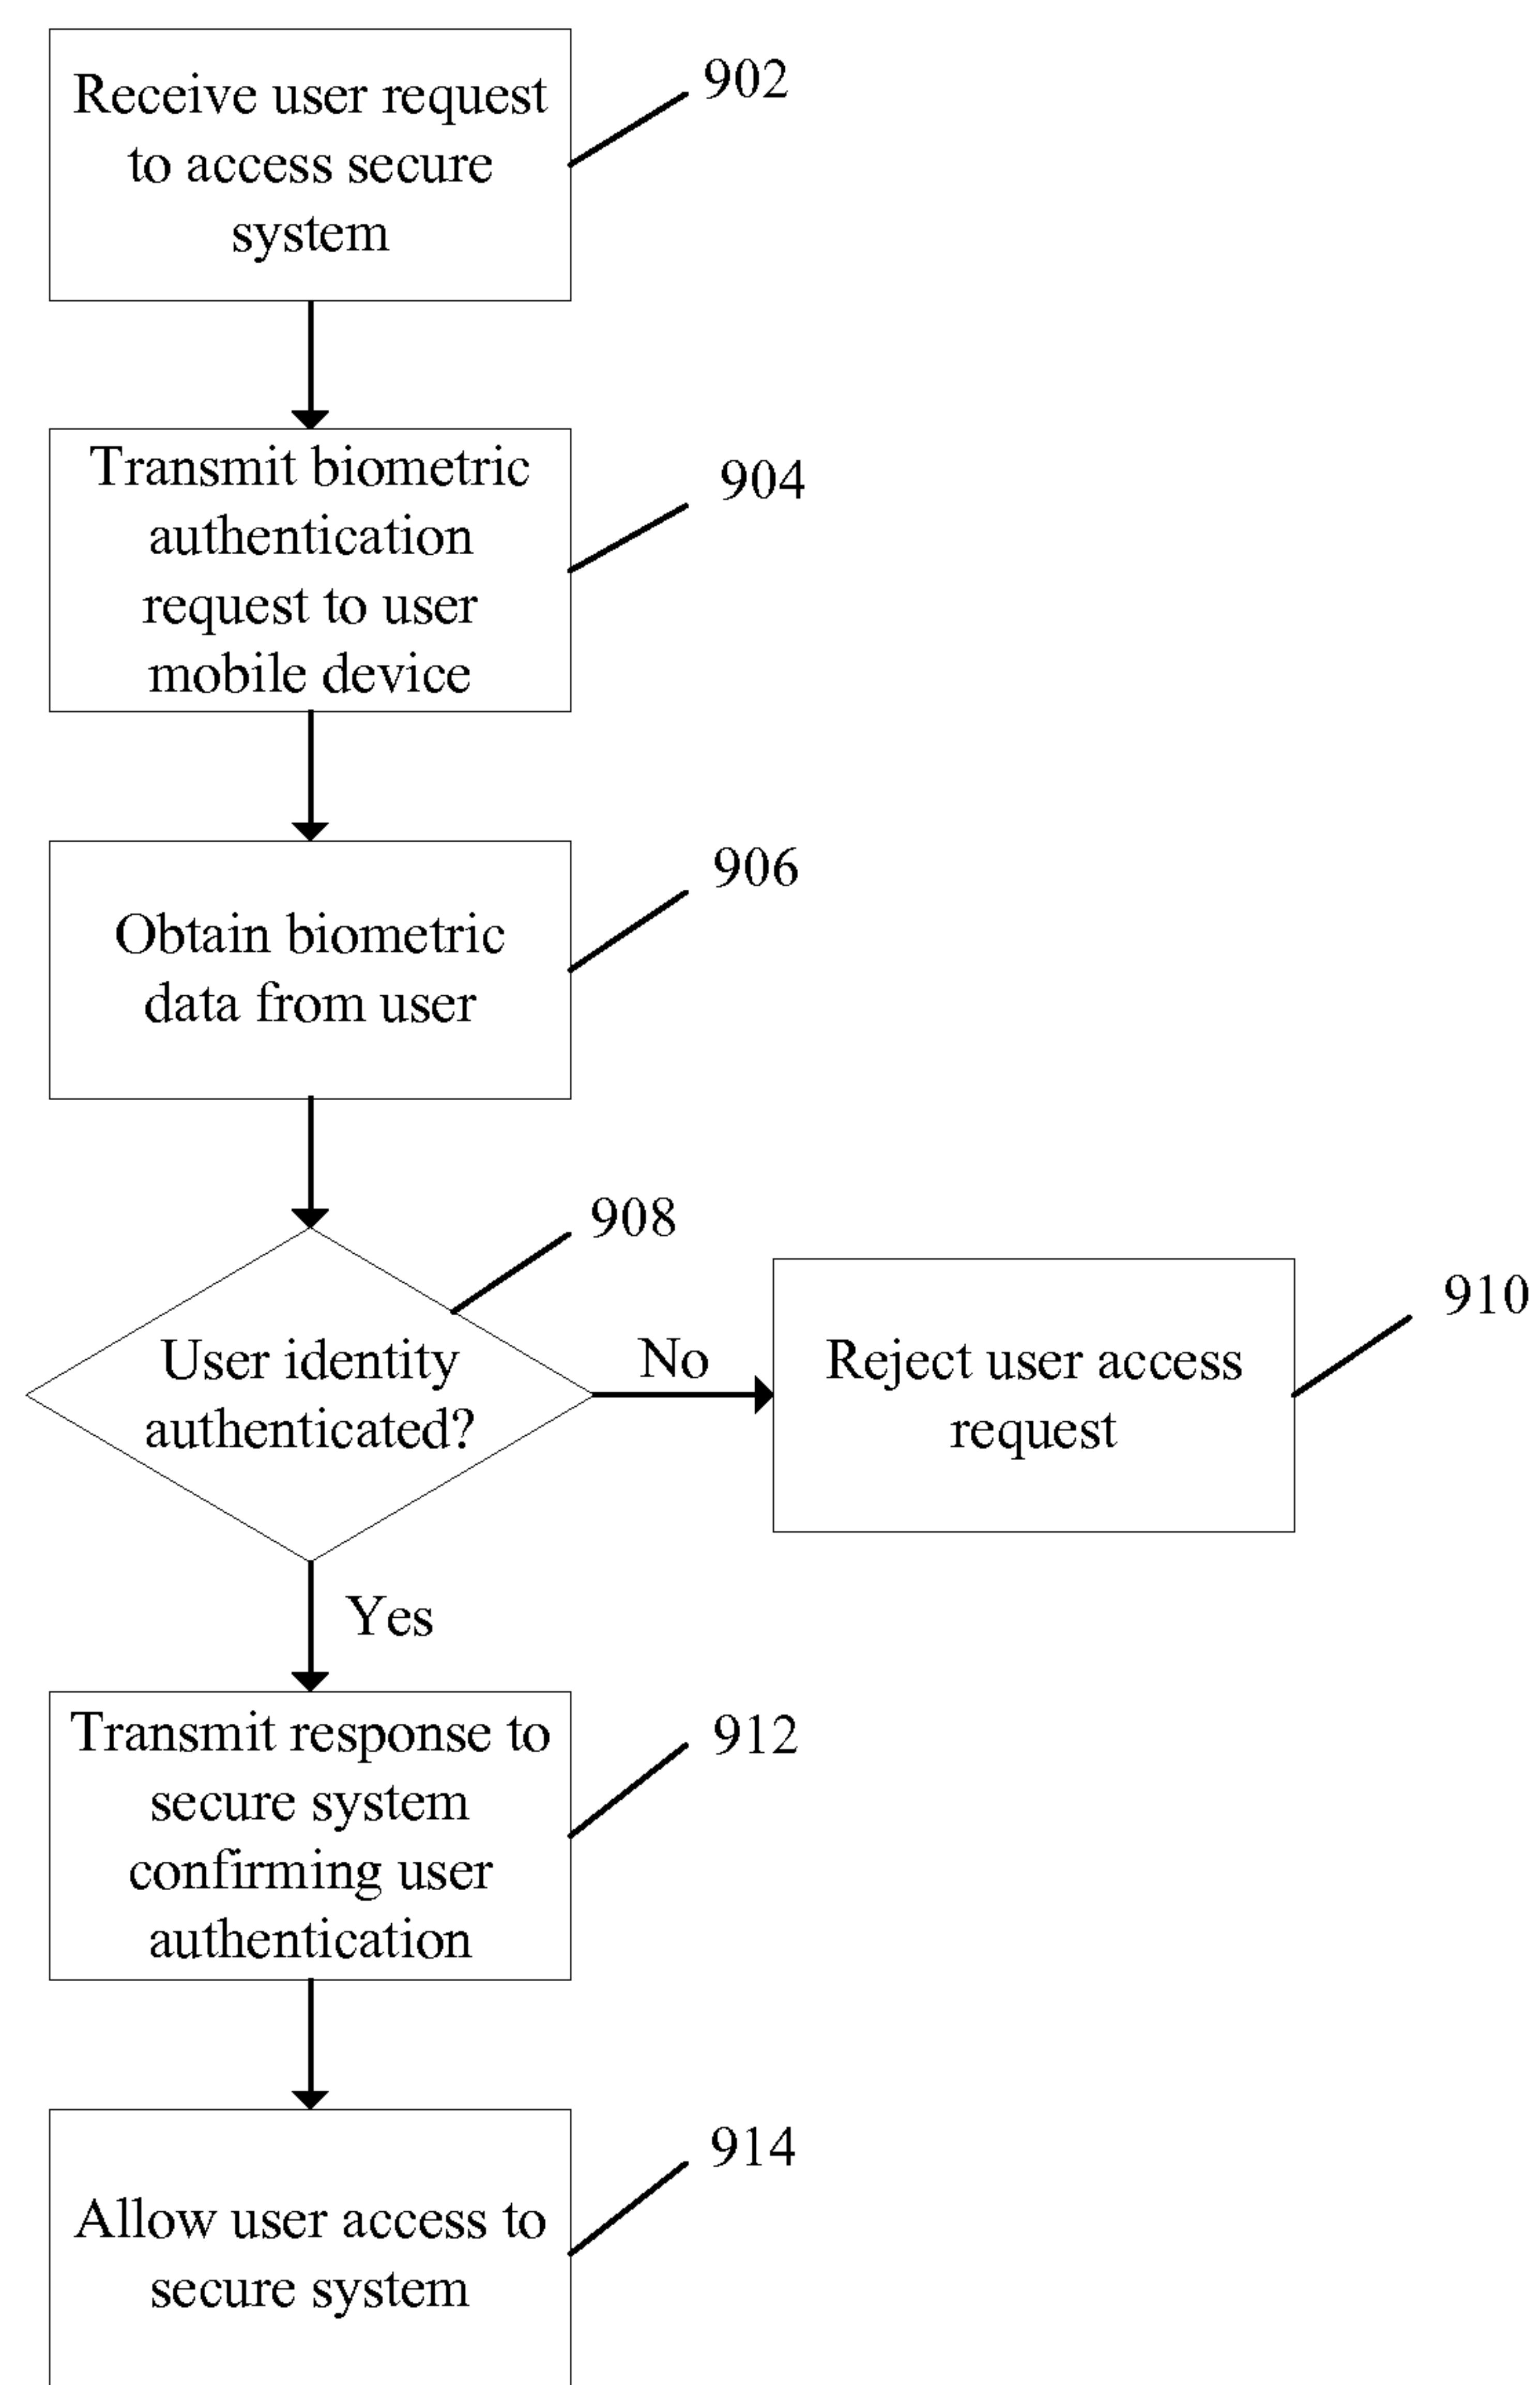 902
Receive user request
to access secure
system
904
Transmit biometric
authentication
request to user
mobile device
906
Obtain biometric
data from user
908
User identity
authenticated?
No
910
Reject user access
request
Yes
912
Transmit response to
secure system
confirming user
authentication
914
Allow user access to
secure system